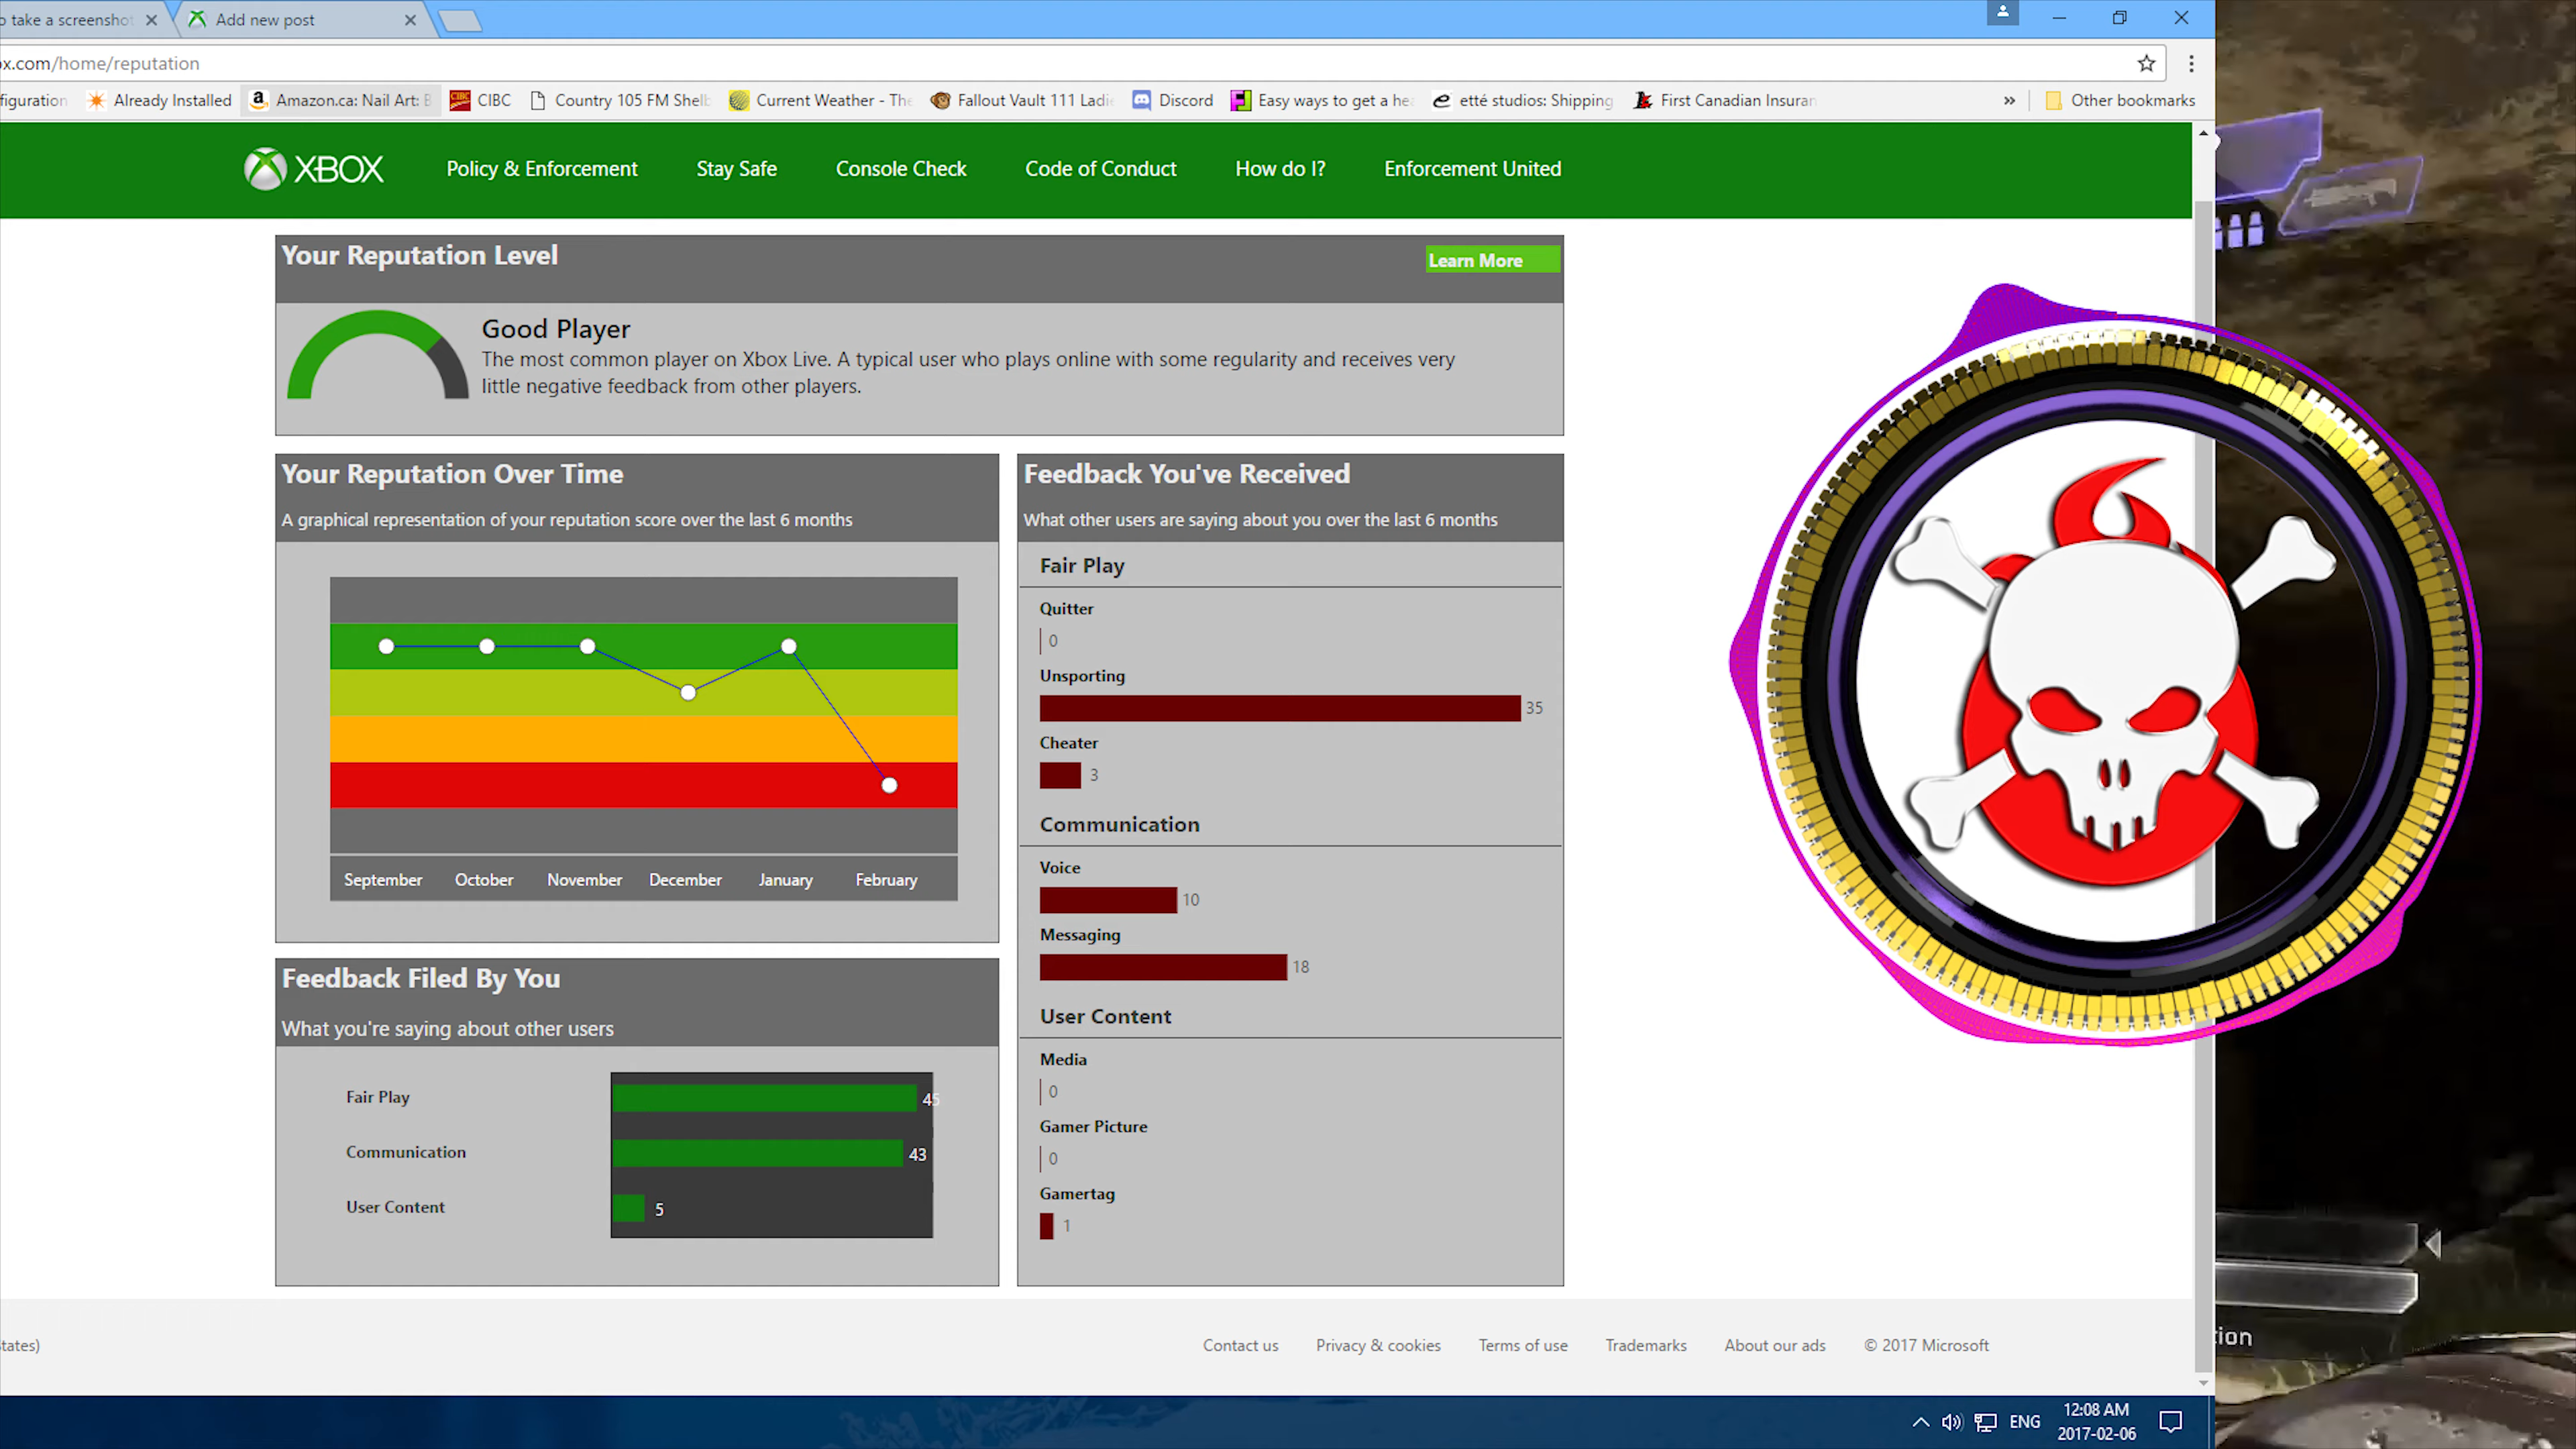 o take a screenshot
Add new post
x.com/home/reputation
figuration
Already Installed
Amazon.ca: Nail Art: B
CIBC
CIBC
Country 105 FM Shelb
Current Weather - The
Fallout Vault 111 Ladi
Discord
Easy ways to get a hea
etté studios: Shipping
First Canadian Insuran
»
Other bookmarks
XBOX
Policy & Enforcement
Stay Safe
Console Check
Code of Conduct
How do I?
Enforcement United
Your Reputation Level
Learn More
Good Player
The most common player on Xbox Live. A typical user who plays online with some regularity and receives very
little negative feedback from other players.
Your Reputation Over Time
A graphical representation of your reputation score over the last 6 months
September October November December January February
Feedback Filed By You
What you're saying about other users
Fair Play 45
Communication 43
User Content 5
Feedback You've Received
What other users are saying about you over the last 6 months
Fair Play
Quitter
0
Unsporting
35
Cheater
3
Communication
Voice
10
Messaging
18
User Content
Media
0
Gamer Picture
0
Gamertag
1
tates)
Contact us
Privacy & cookies
Terms of use
Trademarks
About our ads
© 2017 Microsoft
tion
ENG
12:08 AM
2017-02-06